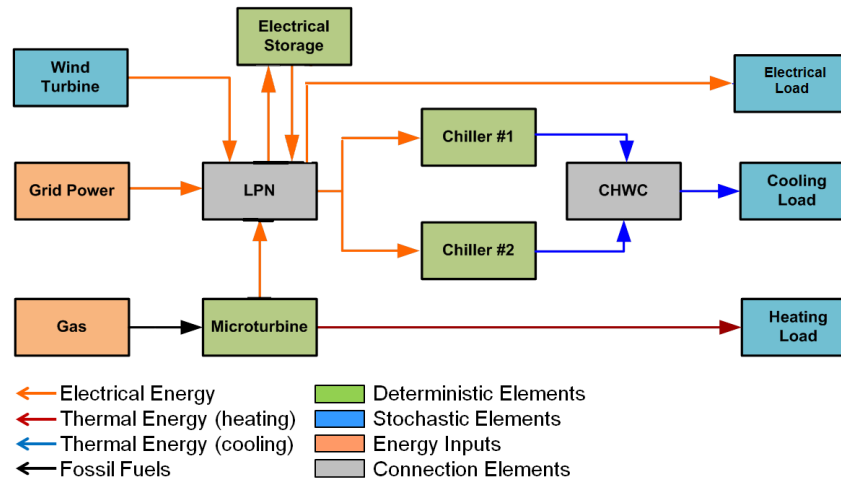 Electrical
Storage
Wind
Turbine
Electrical
Load
Chiller #1
Grid Power
LPN
CHWC
Cooling
Load
Chiller #2
Gas
Microturbine
Heating
Load
Electrical Energy
Deterministic Elements
Thermal Energy (heating)
Stochastic Elements
Thermal Energy (cooling)
Energy Inputs
Fossil Fuels
Connection Elements